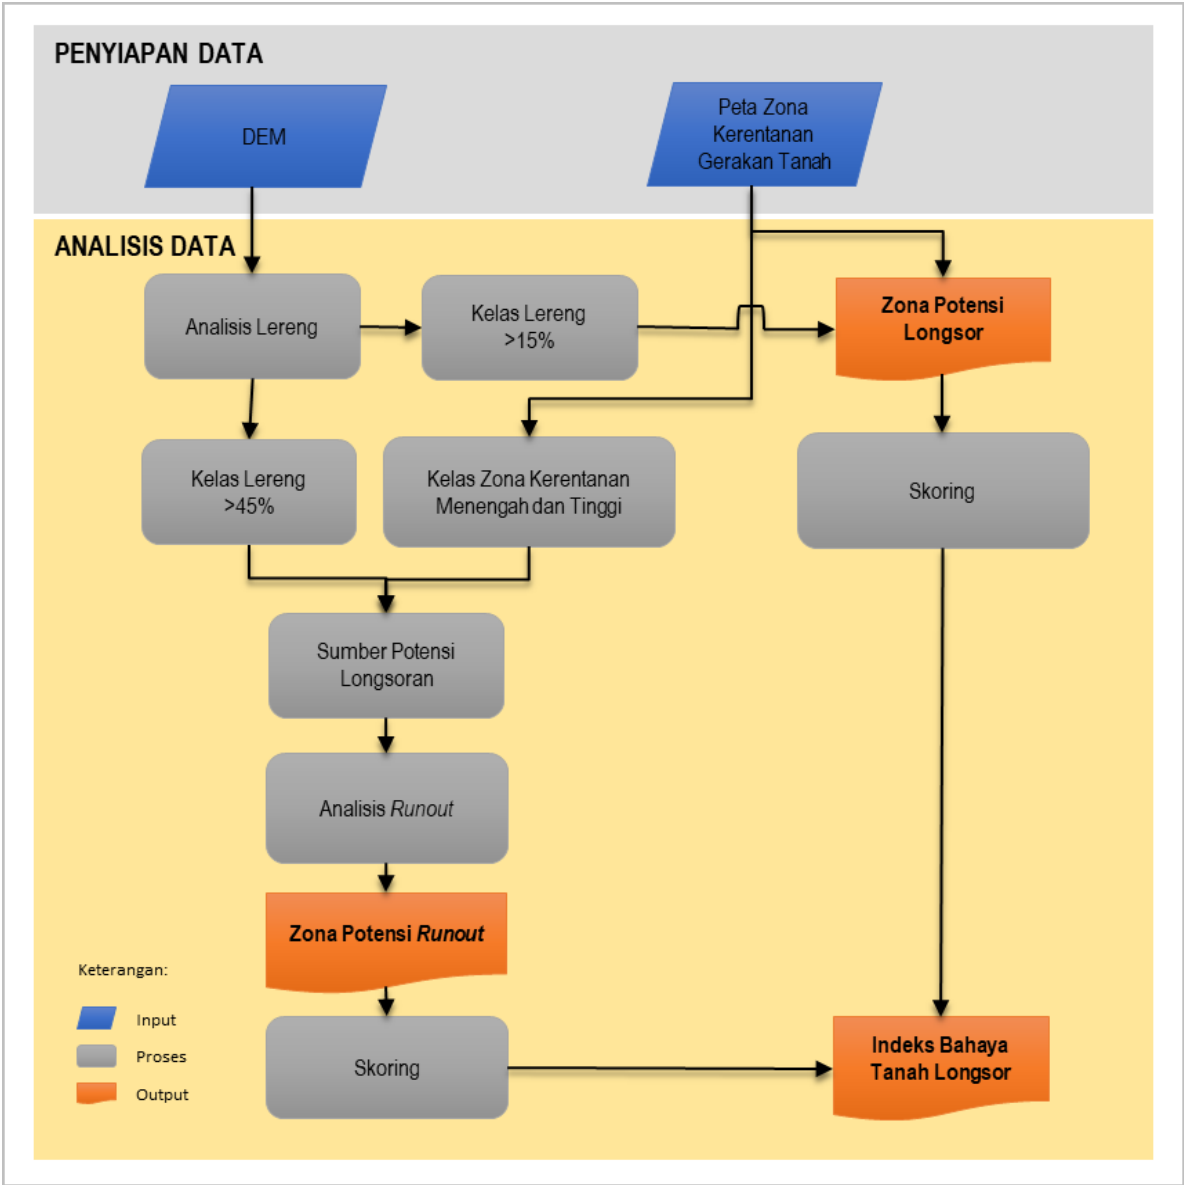 PENYIAPAN DATA
DEM
Peta Zona
Kerentanan
Gerakan Tanah
ANALISIS DATA
Analisis Lereng
Kelas Lereng
>15%
Zona Potensi
Longsor
Kelas Lereng
>45%
Kelas Zona Kerentanan
Menengah dan Tinggi
Skoring
Sumber Potensi
Longsoran
Analisis Runout
Zona Potensi Runout
Keterangan:
Input
Proses
Output
Skoring
Indeks Bahaya
Tanah Longsor